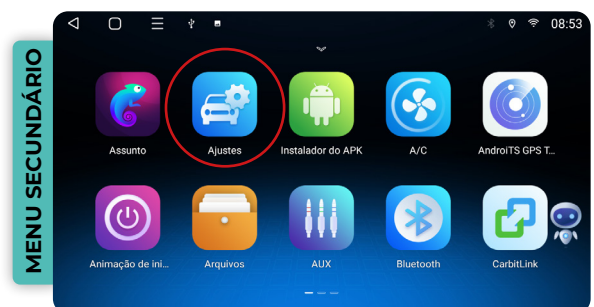 MENU SECUNDÁRIO
08:53
Assunto
Ajustes
Instalador do APK
A/C
AndroiTS GPS T...
Animação de ini...
Arquivos
AUX
Bluetooth
CarbitLink